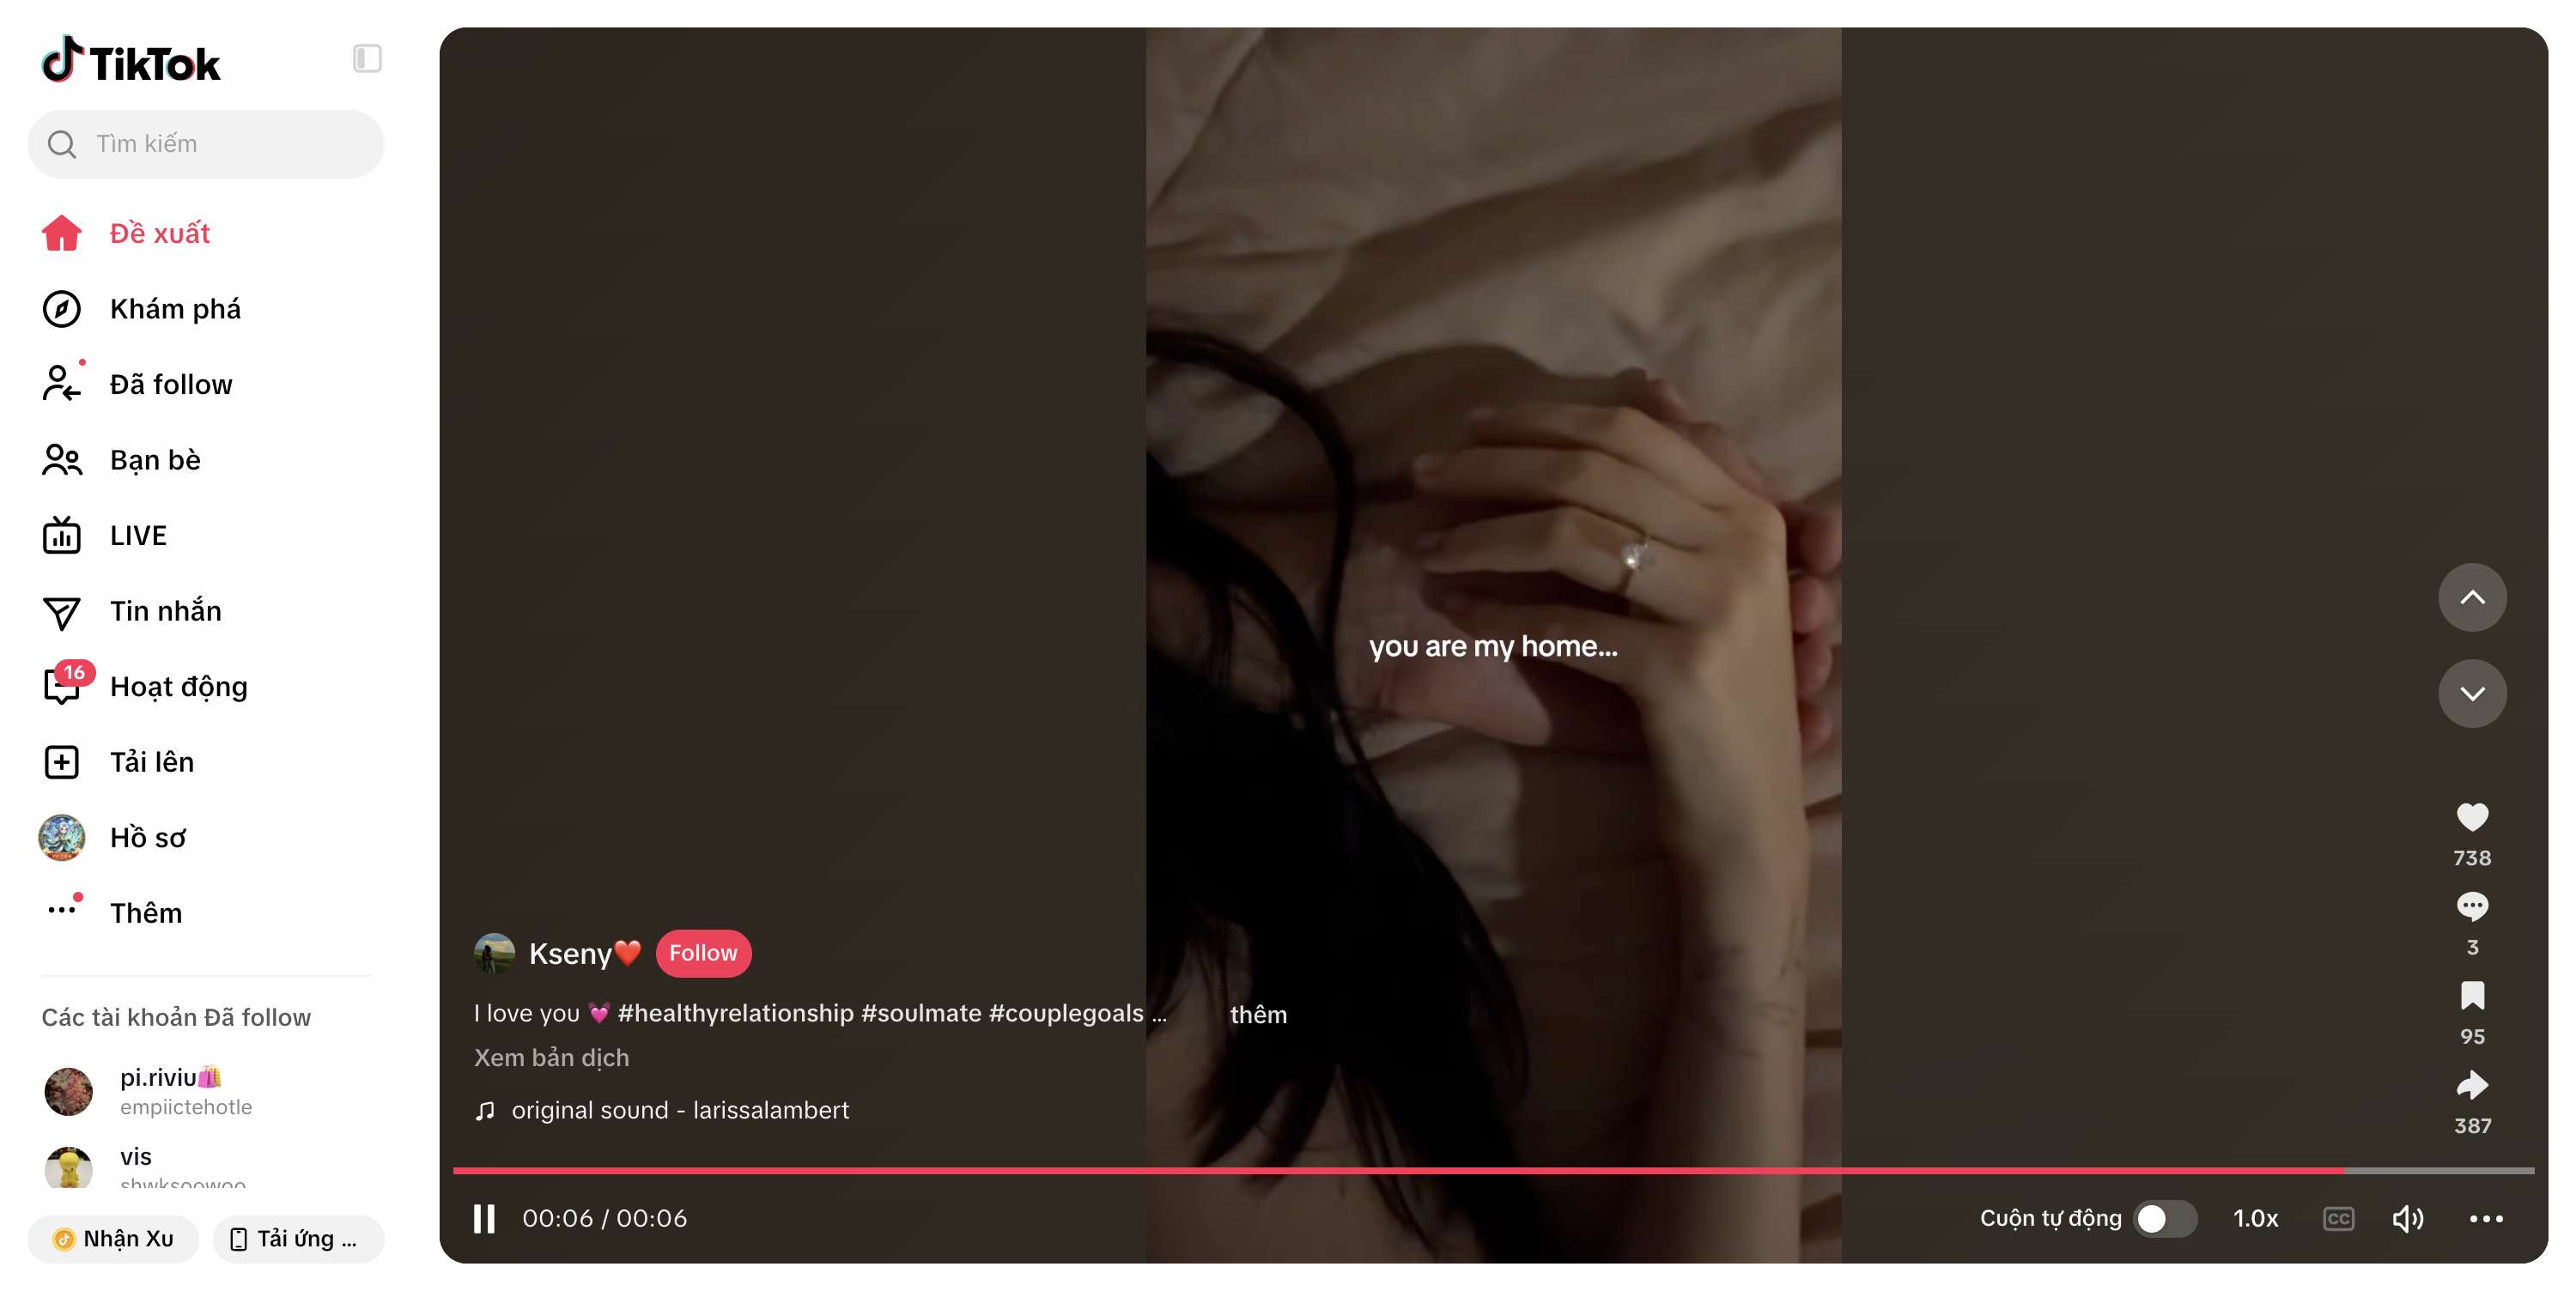 TikTok
Tìm kiếm
Đề xuất
Khám phá
Đã follow
Bạn bè
LIVE
Tin nhắn
16
Hoạt động
Tải lên
Hồ sơ
Thêm
Các tài khoản Đã follow
pi.riviu🛍️
empiictehotle
vis
shwksoowoo
Nhận Xu
Tải ứng ...
you are my home...
Kseny❤️
Follow
I love you 💓 #healthyrelationship #soulmate #couplegoals ... thêm
Xem bản dịch
original sound - larissalambert
00:06 / 00:06
738
3
95
387
Cuộn tự động
1.0x
CC